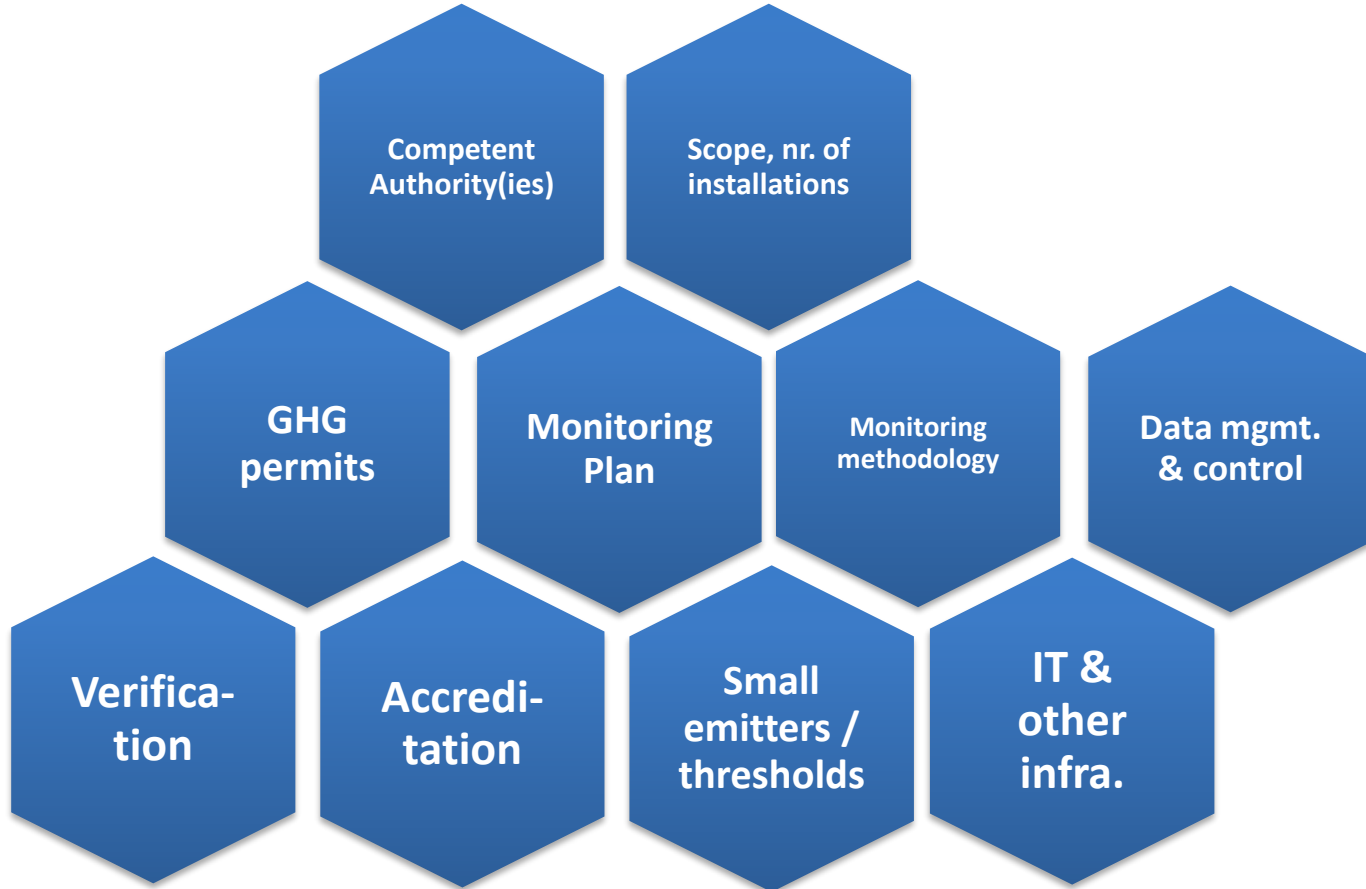 Competent
Authority(ies)
Scope, nr. of
installations
GHG
permits
Monitoring
Plan
Monitoring
methodology
Data mgmt.
& control
Verifica-
tion
Accredi-
tation
Small
emitters /
thresholds
IT &
other
infra.